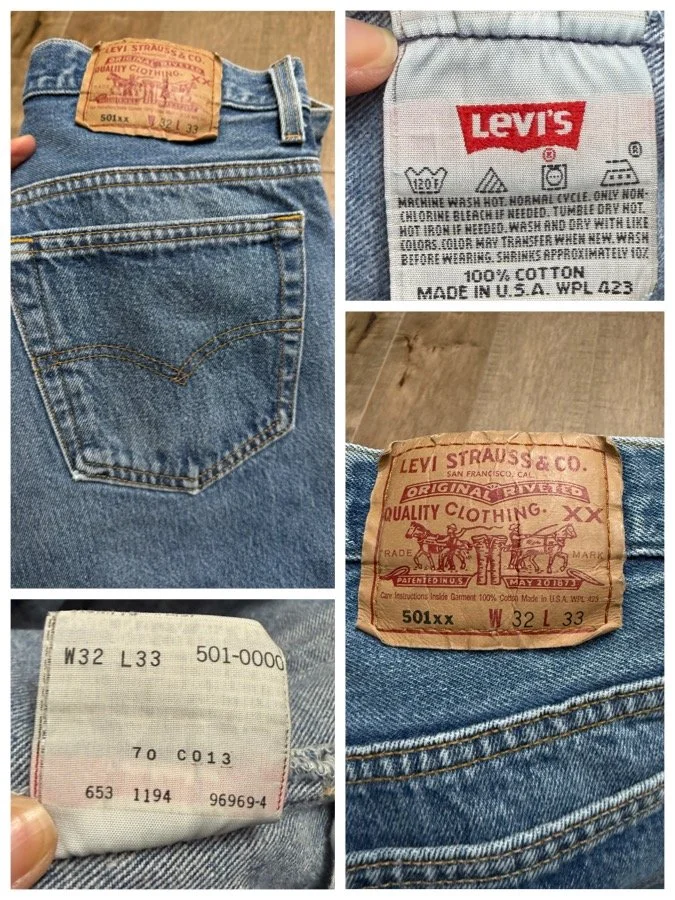 LEVI STRAUSS & CO.
ORIGINAL RIVETED
QUALITY CLOTHING. XX
501XX W 32 L 33
LEVI'S
®
®
120°F
MACHINE WASH HOT. NORMAL CYCLE. ONLY NON-
CHLORINE BLEACH IF NEEDED. TUMBLE DRY HOT.
HOT IRON IF NEEDED. WASH AND DRY WITH LIKE
COLORS. COLOR MAY TRANSFER WHEN NEW. WASH
BEFORE WEARING. SHRINKS APPROXIMATELY 10%
100% COTTON
MADE IN U.S.A. WPL 423
LEVI STRAUSS & CO.
SAN FRANCISCO, CAL.
ORIGINAL RIVETED
QUALITY CLOTHING. XX
TRADE MARK
PATENTED IN U.S. MAY 20 1873
Care Instructions Inside Garment 100% Cotton Made in U.S.A. WPL 423
501XX W 32 L 33
W32 L33 501-0000
70 C013
653 1194 96969-4